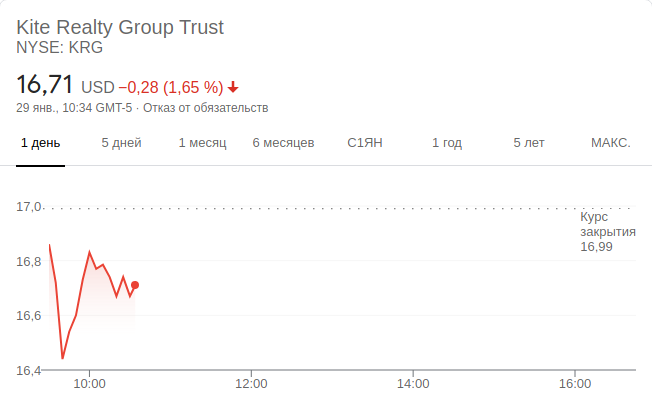 Kite Realty Group Trust
NYSE: KRG
16,71 USD −0,28 (1,65 %)
29 янв., 10:34 GMT-5 · Отказ от обязательств
1 день 5 дней 1 месяц 6 месяцев С1ЯН 1 год 5 лет МАКС.
17,0
Курс
закрытия
16,99
16,8
16,6
16,4
10:00 12:00 14:00 16:00